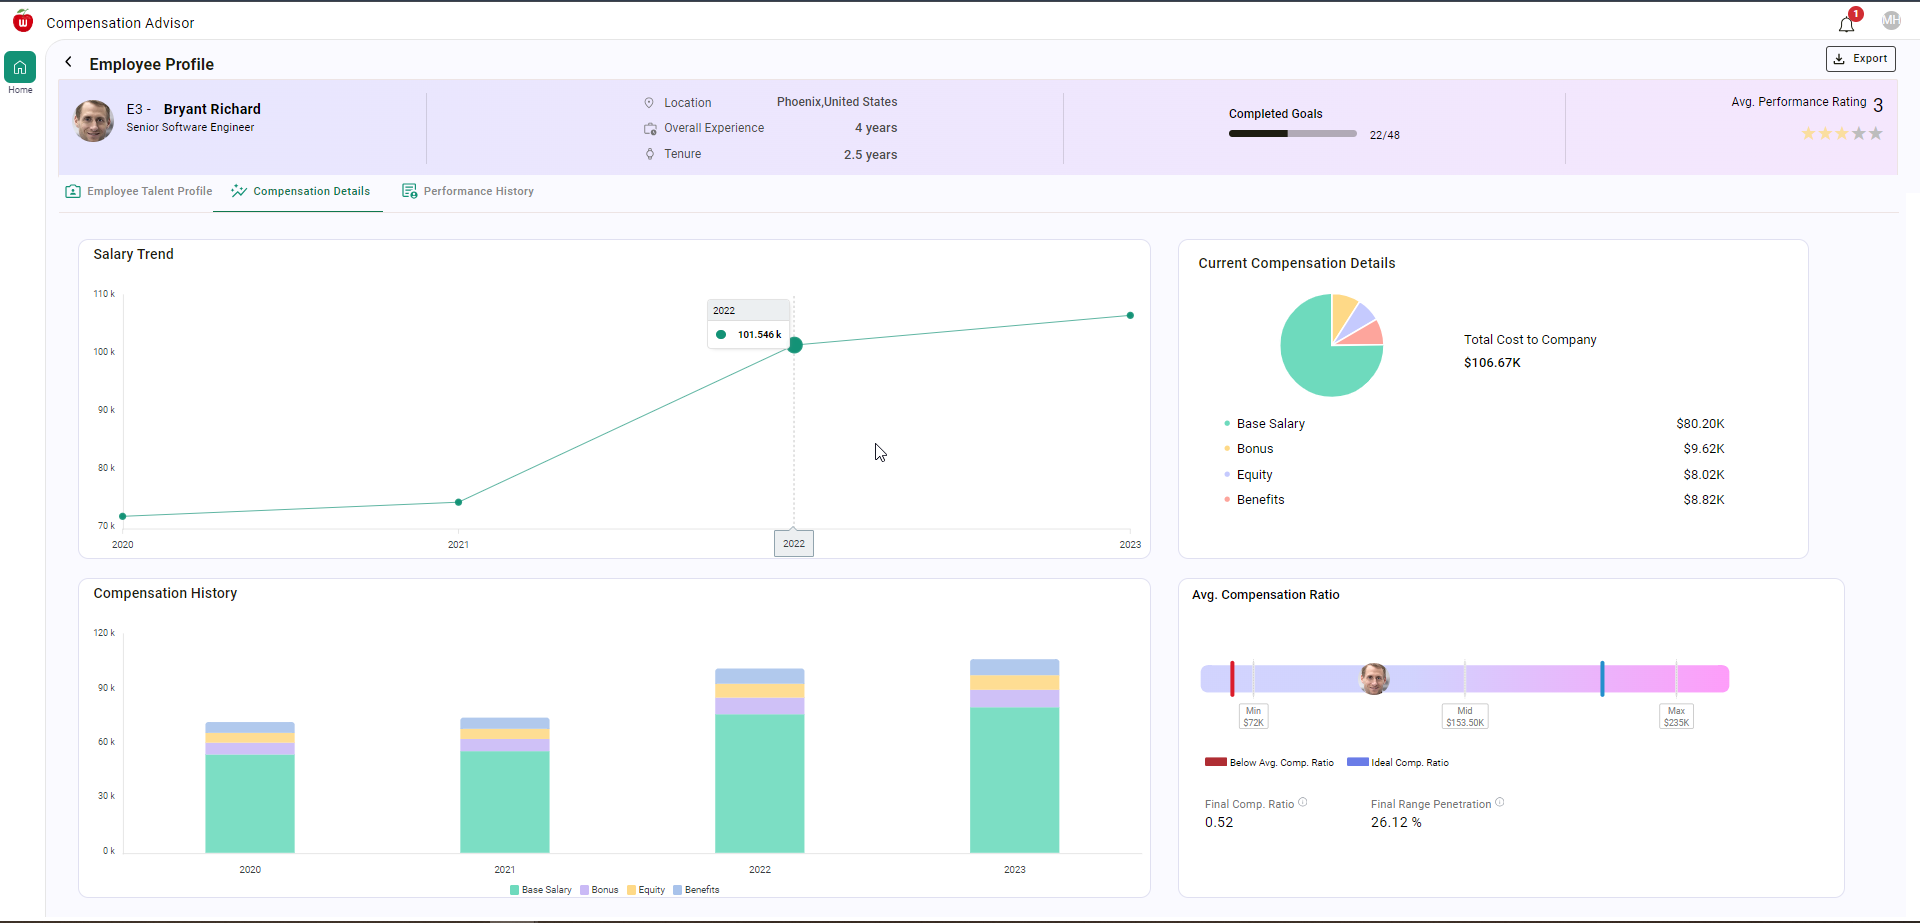 Compensation Advisor
1
MH
Home
Employee Profile
Export
E3 - Bryant Richard
Senior Software Engineer
Location Phoenix,United States
Overall Experience 4 years
Tenure 2.5 years
Completed Goals
22/48
Avg. Performance Rating 3
Employee Talent Profile
Compensation Details
Performance History
Salary Trend
110 k
100 k
90 k
80 k
70 k
2022
101.546 k
2020
2021
2022
2023
Current Compensation Details
Total Cost to Company
$106.67K
Base Salary $80.20K
Bonus $9.62K
Equity $8.02K
Benefits $8.82K
Compensation History
120 k
90 k
60 k
30 k
0 k
2020
2021
2022
2023
Base Salary Bonus Equity Benefits
Avg. Compensation Ratio
Min
$72K
Mid
$153.50K
Max
$235K
Below Avg. Comp. Ratio
Ideal Comp. Ratio
Final Comp. Ratio
0.52
Final Range Penetration
26.12 %